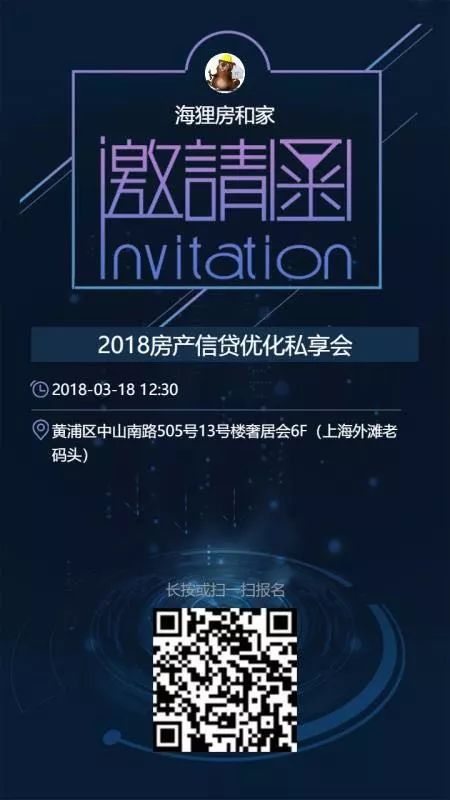 海狸房和家
邀請函
Invitation
2018房产信贷优化私享会
2018-03-18 12:30
黄浦区中山南路505号13号楼奢居会6F（上海外滩老
码头）
长按或扫一扫报名